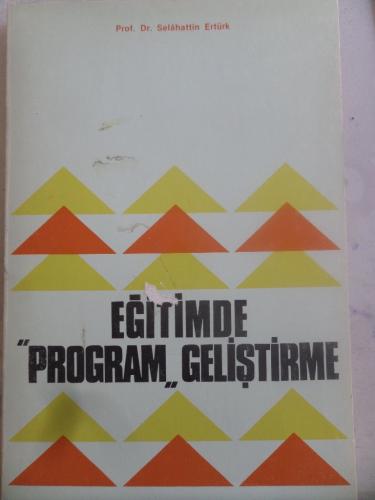 Prof. Dr. Selâhattin Ertürk
EĞİTİMDE
"PROGRAM„ GELİŞTİRME